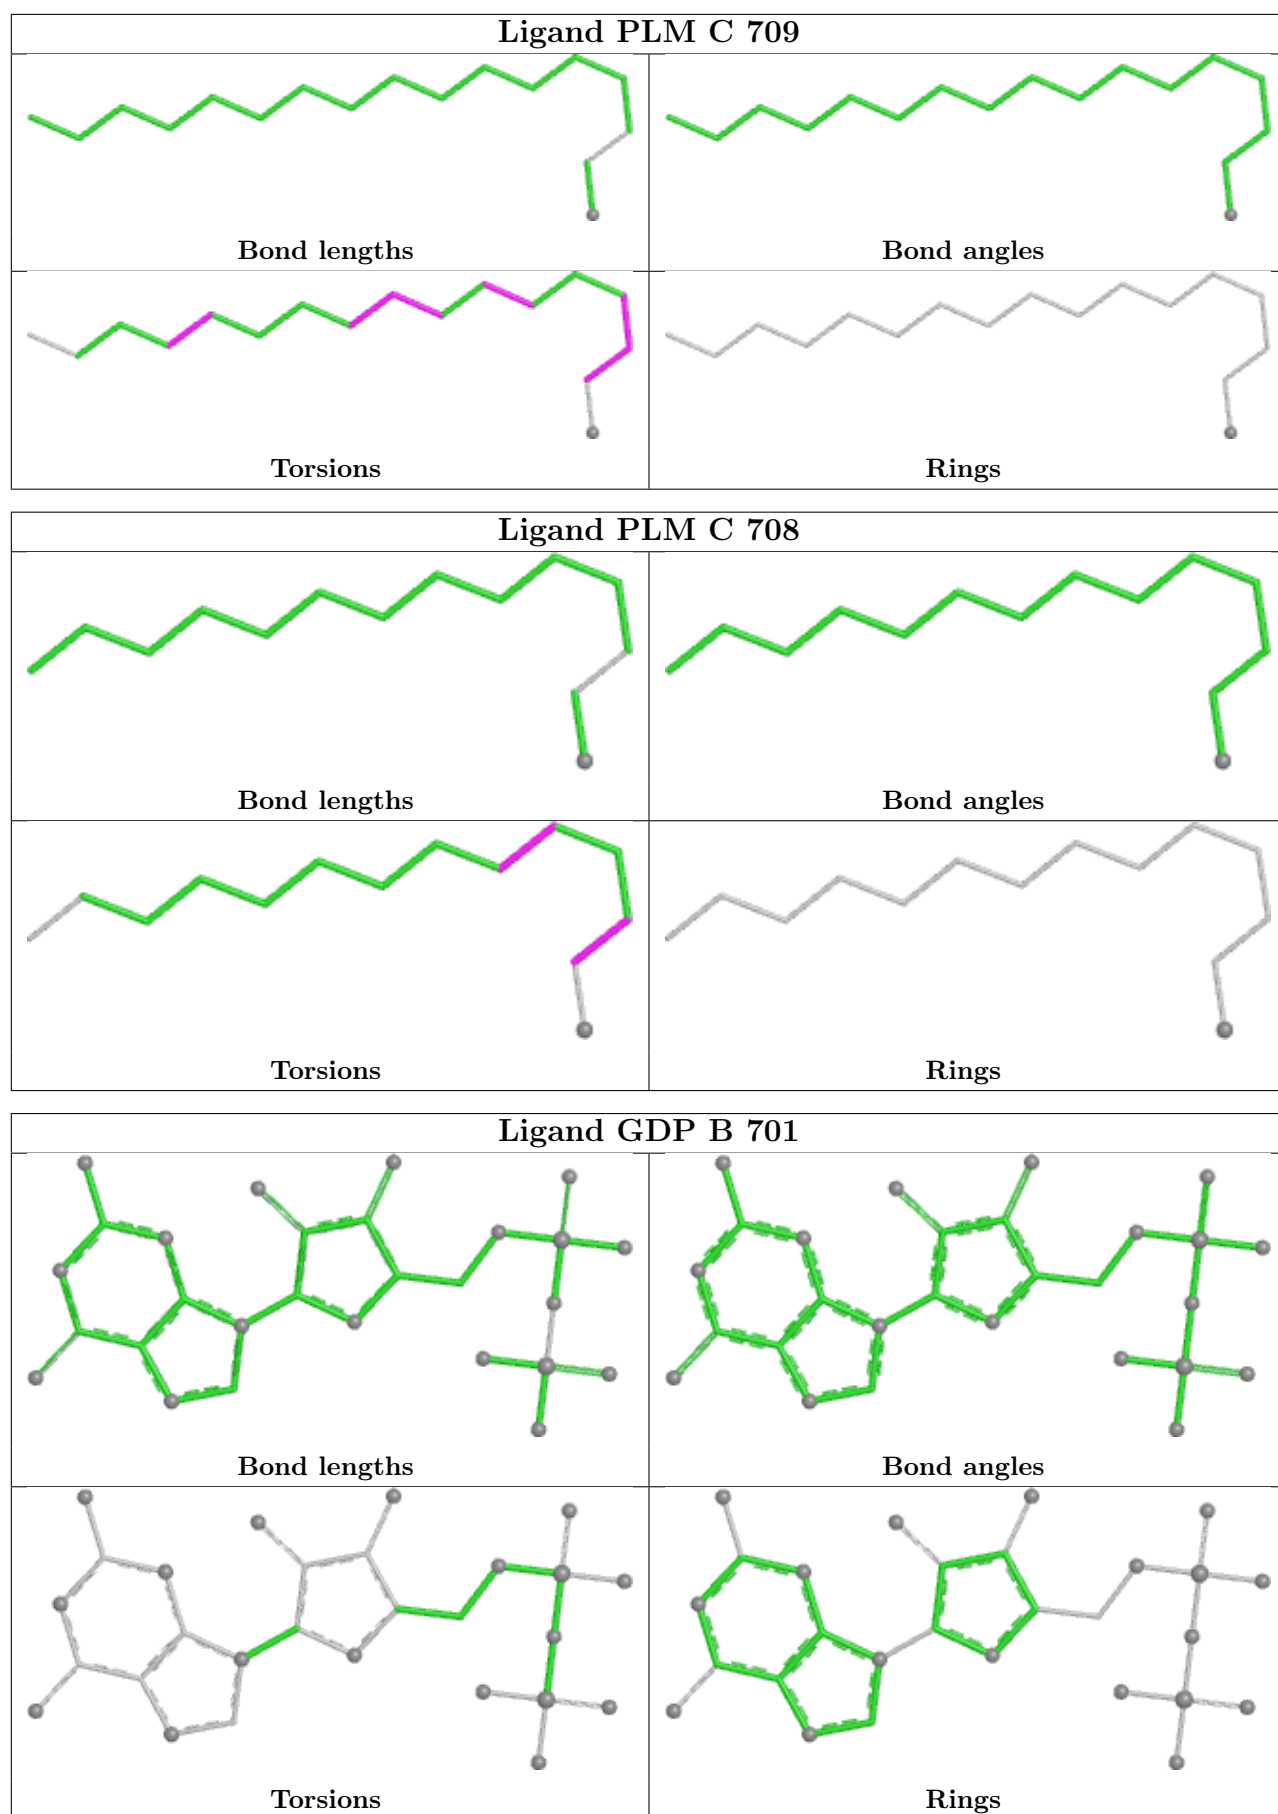 Ligand PLM C 709
Bond lengths
Bond angles
Torsions
Rings
Ligand PLM C 708
Bond lengths
Bond angles
Torsions
Rings
Ligand GDP B 701
Bond lengths
Bond angles
Torsions
Rings